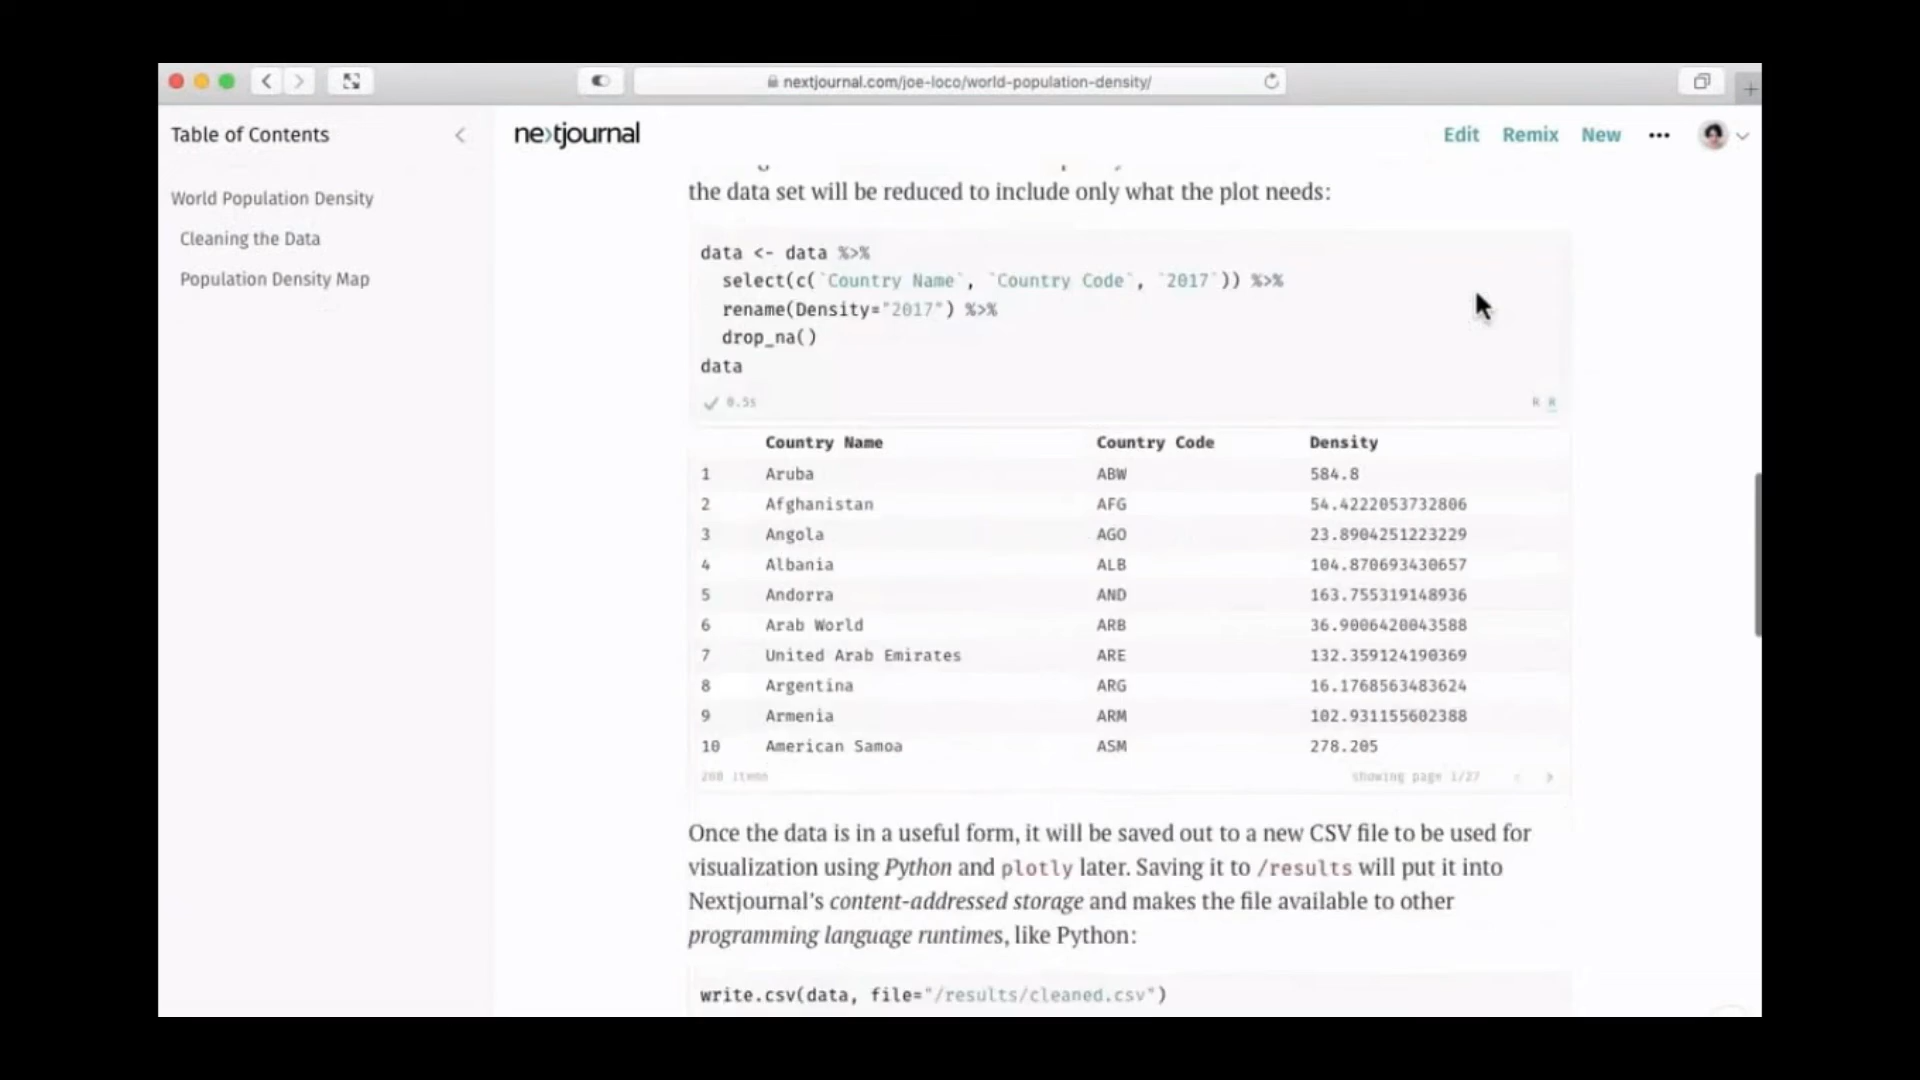 nextjournal.com/joe-loco/world-population-density/
Table of Contents
nextjournal
Edit Remix New
World Population Density
Cleaning the Data
Population Density Map
the data set will be reduced to include only what the plot needs:
data <- data %>%
select(c(`Country Name`, `Country Code`, `2017`)) %>%
rename(Density="2017") %>%
drop_na()
data
0.5s
R R
Country Name Country Code Density
1 Aruba ABW 584.8
2 Afghanistan AFG 54.4222053732806
3 Angola AGO 23.8904251223229
4 Albania ALB 104.870693430657
5 Andorra AND 163.755319148936
6 Arab World ARB 36.9006420043588
7 United Arab Emirates ARE 132.359124190369
8 Argentina ARG 16.1768563483624
9 Armenia ARM 102.931155602388
10 American Samoa ASM 278.205
items showing page 1/27
Once the data is in a useful form, it will be saved out to a new CSV file to be used for
visualization using Python and plotly later. Saving it to /results will put it into
Nextjournal's content-addressed storage and makes the file available to other
programming language runtimes, like Python:
write.csv(data, file="/results/cleaned.csv")